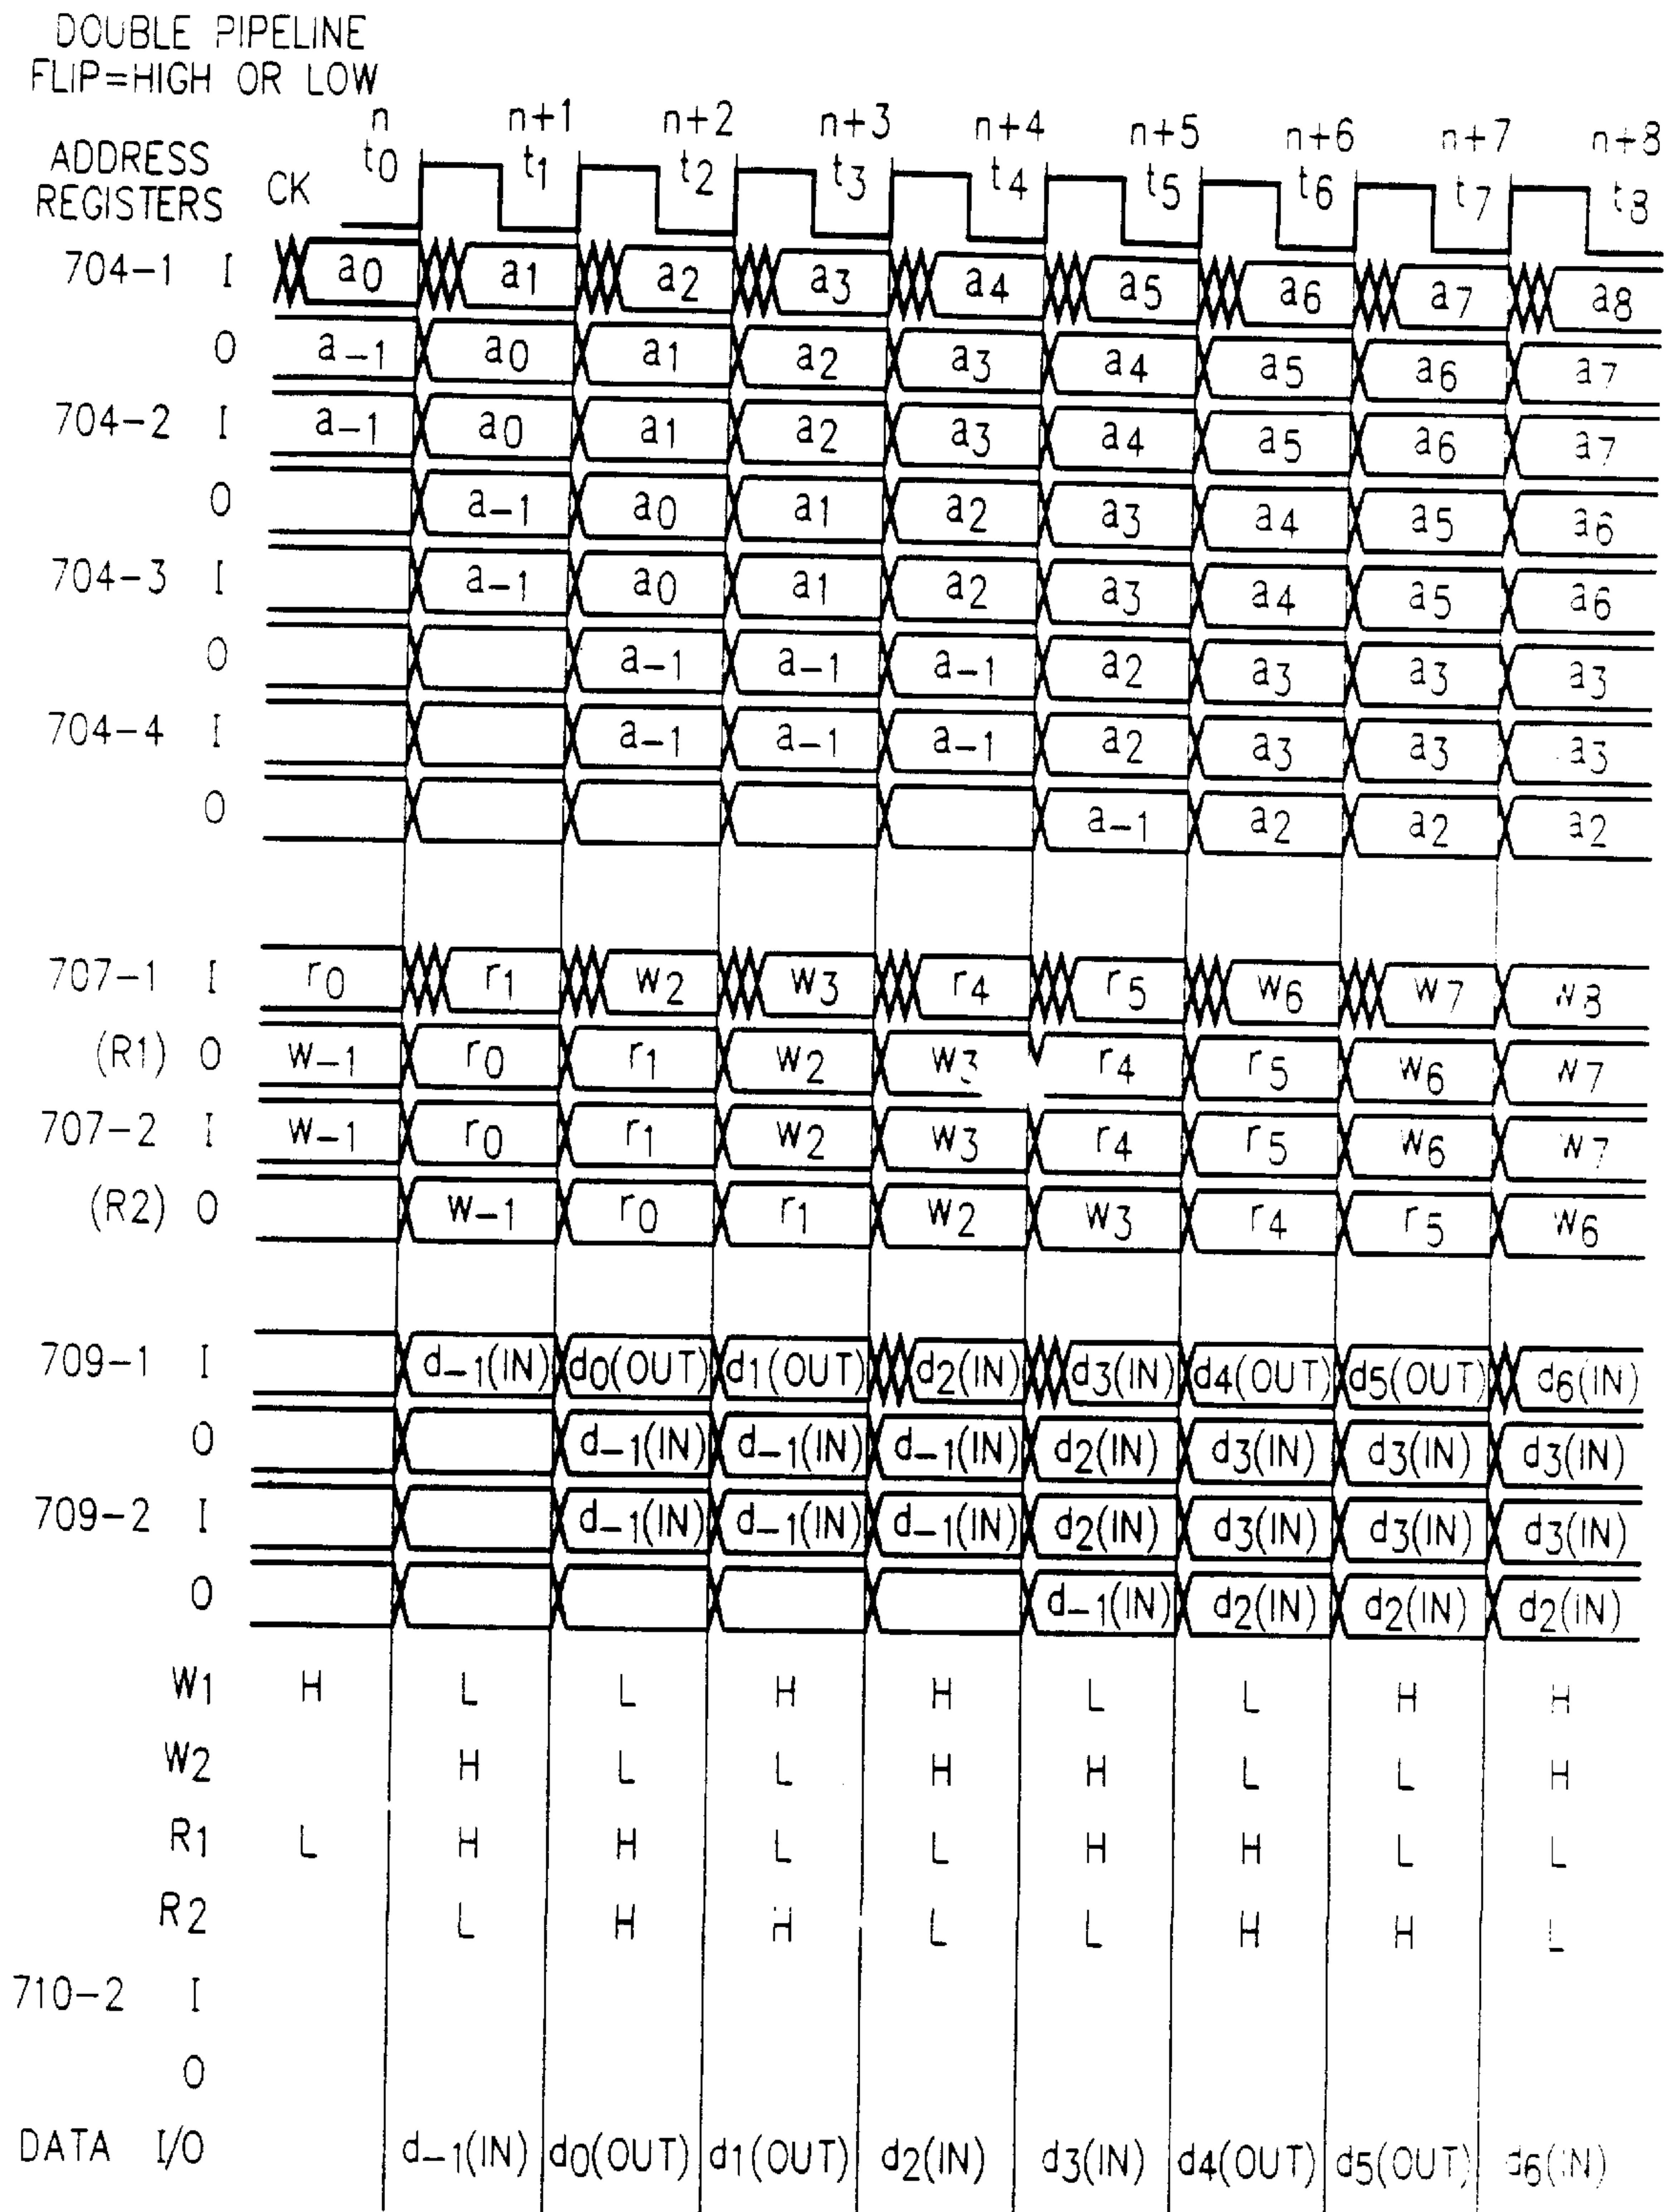 DOUBLE PIPELINE
FLIP=HIGH OR LOW
n n+1 n+2 n+3 n+4 n+5 n+6 n+7 n+8
ADDRESS
REGISTERS
CK t0 t1 t2 t3 t4 t5 t6 t7 t8
704-1 I a0 a1 a2 a3 a4 a5 a6 a7 a8
O a-1 a0 a1 a2 a3 a4 a5 a6 a7
704-2 I a-1 a0 a1 a2 a3 a4 a5 a6 a7
O a-1 a0 a1 a2 a3 a4 a5 a6
704-3 I a-1 a0 a1 a2 a3 a4 a5 a6
O a-1 a-1 a-1 a2 a3 a3 a3
704-4 I a-1 a-1 a-1 a2 a3 a3 a3
O a-1 a2 a2 a2
707-1 I r0 r1 w2 w3 r4 r5 w6 w7 w8
(R1) O w-1 r0 r1 w2 w3 r4 r5 w6 w7
707-2 I w-1 r0 r1 w2 w3 r4 r5 w6 w7
(R2) O w-1 r0 r1 w2 w3 r4 r5 w6
709-1 I d-1(IN) d0(OUT) d1(OUT) d2(IN) d3(IN) d4(OUT) d5(OUT) d6(IN)
O d-1(IN) d-1(IN) d-1(IN) d2(IN) d3(IN) d3(IN) d3(IN)
709-2 I d-1(IN) d-1(IN) d-1(IN) d2(IN) d3(IN) d3(IN) d3(IN)
O d-1(IN) d2(IN) d2(IN) d2(IN)
W1 H L L H H L L H H
W2 H L L H H L L H
R1 L H H L L H H L L
R2 L H H L L H H L
710-2 I
O
DATA I/O d-1(IN) d0(OUT) d1(OUT) d2(IN) d3(IN) d4(OUT) d5(OUT) d6(IN)